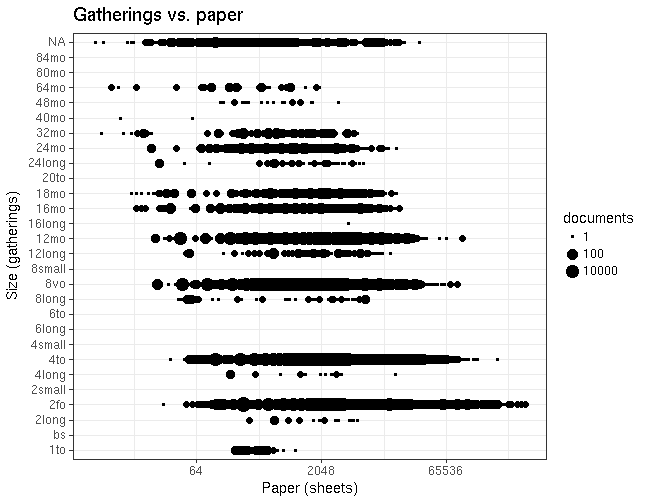 Gatherings vs. paper
Size (gatherings)
NA
84mo
80mo
64mo
48mo
40mo
32mo
24mo
24long
20to
18mo
16mo
16long
12mo
12long
8small
8vo
8long
6to
6long
4small
4to
4long
2small
2fo
2long
bs
1to
64
2048
65536
Paper (sheets)
documents
1
100
10000